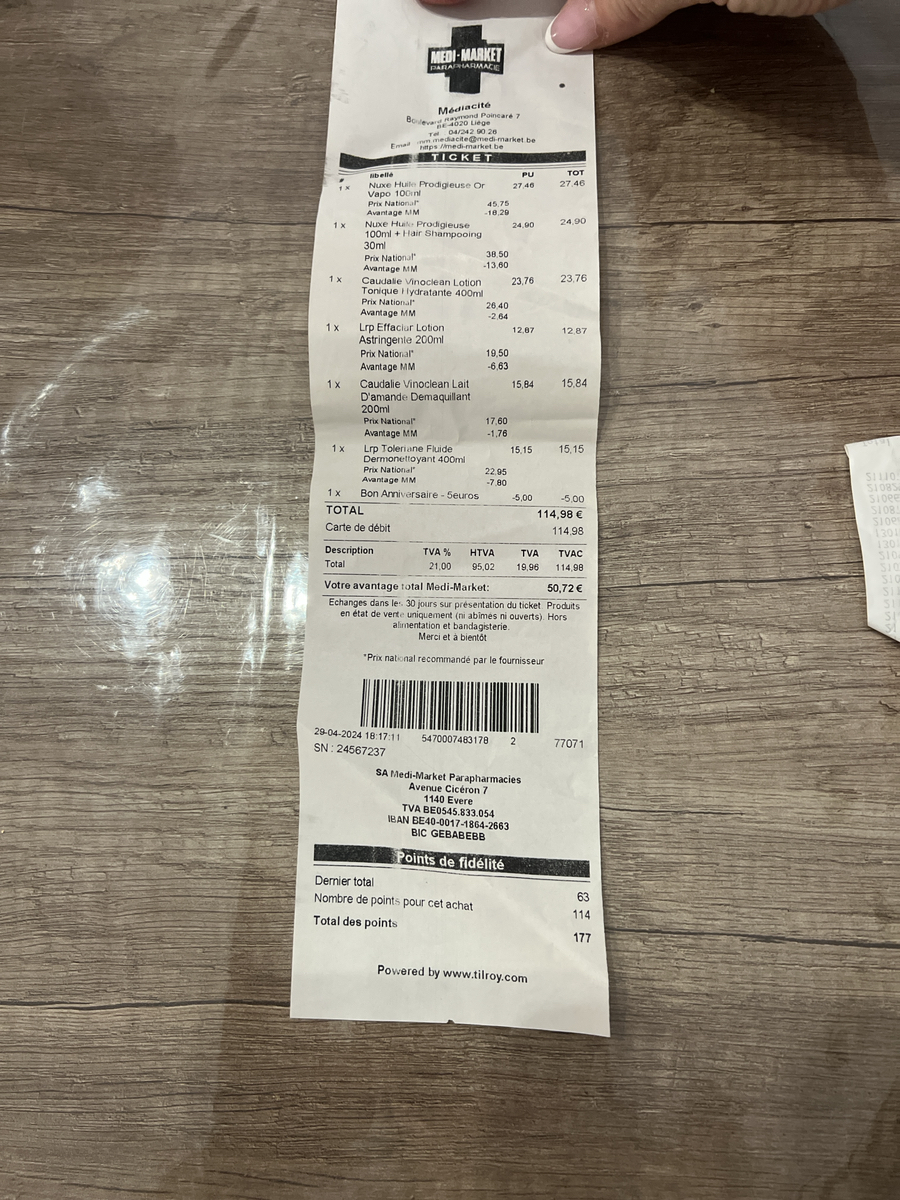 MEDI-MARKET
PARAPHARMACIE
Médiacité
Boulevard Raymond Poincaré 7
BE-4020 Liège
Tél 04/242 90 26
Email mm.mediacite@medi-market.be
https://medi-market.be
TICKET
# libellé PU TOT
1 x Nuxe Huile Prodigieuse Or 27.46 27.46
Vapo 100ml
Prix National* 45,75
Avantage MM -18,29
1 x Nuxe Huile Prodigieuse 24,90 24,90
100ml + Hair Shampooing
30ml
Prix National* 38,50
Avantage MM -13,60
1 x Caudalie Vinoclean Lotion 23,76 23,76
Tonique Hydratante 400ml
Prix National* 26,40
Avantage MM -2,64
1 x Lrp Effaclar Lotion 12,87 12,87
Astringente 200ml
Prix National* 19,50
Avantage MM -6,63
1 x Caudalie Vinoclean Lait 15,84 15,84
D'amande Demaquillant
200ml
Prix National* 17,60
Avantage MM -1,76
1 x Lrp Toleriane Fluide 15,15 15,15
Dermonettoyant 400ml
Prix National* 22,95
Avantage MM -7,80
1 x Bon Anniversaire - 5euros -5,00 -5,00
TOTAL 114,98 €
Carte de débit 114,98
Description TVA % HTVA TVA TVAC
Total 21,00 95,02 19,96 114,98
Votre avantage total Medi-Market: 50,72 €
Echanges dans les 30 jours sur présentation du ticket Produits
en état de vente uniquement (ni abîmés ni ouverts). Hors
alimentation et bandagisterie.
Merci et à bientôt
*Prix national recommandé par le fournisseur
29-04-2024 18:17:11 5470007483178 2 77071
SN : 24567237
SA Medi-Market Parapharmacies
Avenue Cicéron 7
1140 Evere
TVA BE0545.833.054
IBAN BE40-0017-1864-2663
BIC GEBABEBB
Points de fidélité
Dernier total 63
Nombre de points pour cet achat 114
Total des points 177
Powered by www.tilroy.com